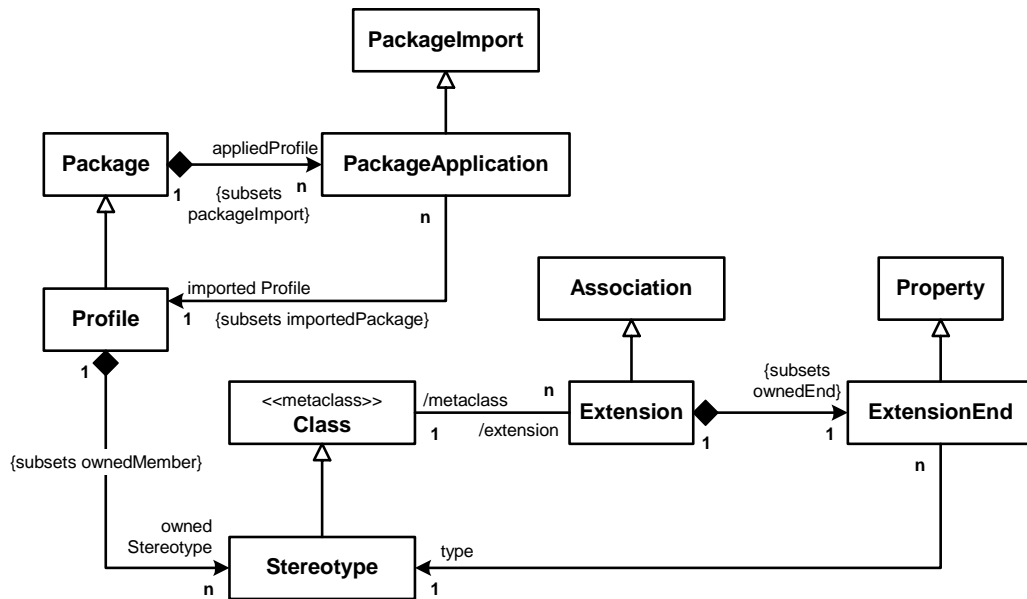 PackageImport
Package
appliedProfile
PackageApplication
1
n
{subsets
packageImport}
n
imported Profile
Profile
1
{subsets importedPackage}
Association
Property
1
<<metaclass>>
Class
/metaclass
n
1
/extension
Extension
{subsets
ownedEnd}
1
1
ExtensionEnd
n
{subsets ownedMember}
owned
Stereotype
n
Stereotype
type
1